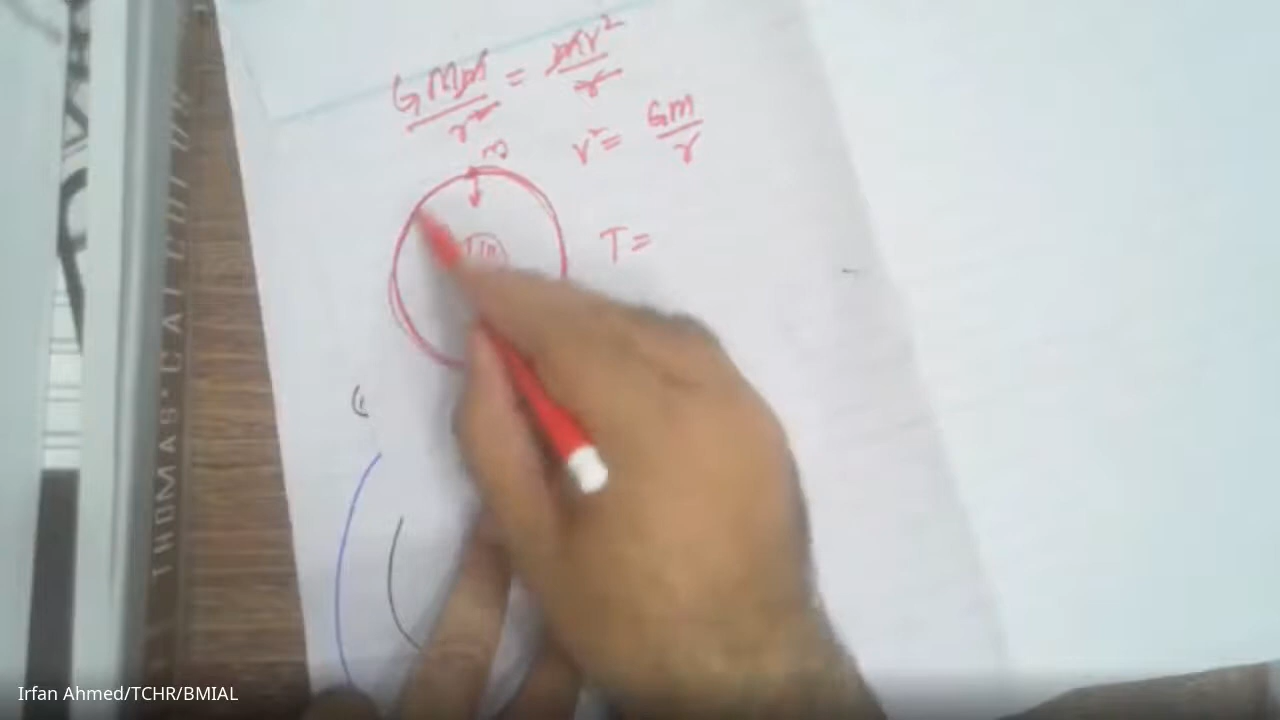 GMm/r² = mv²/r
v² = GM/r
m
T =
THOMAS' CALCULUS
Irfan Ahmed/TCHR/BMIAL